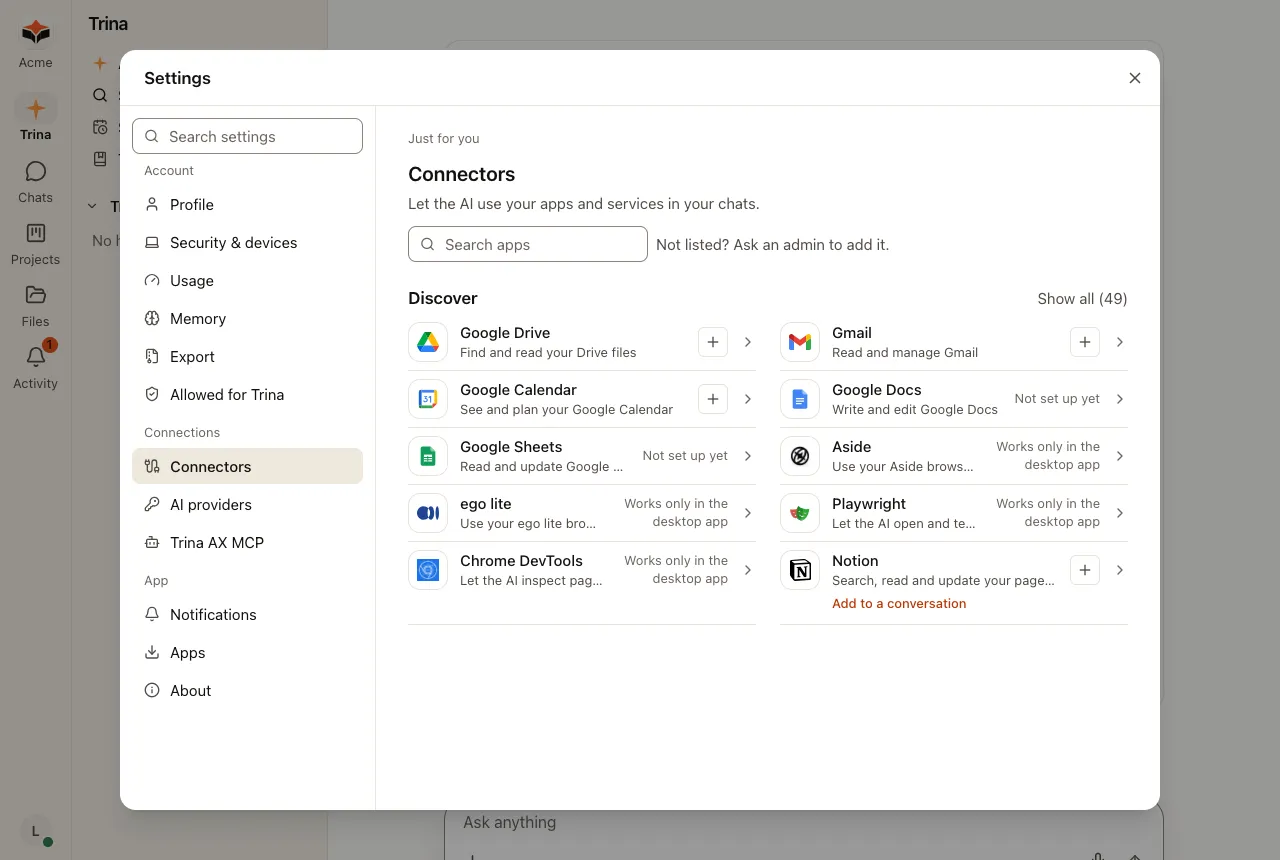 Trina
Acme
Trina
Chats
Projects
Files
1
Activity
No
L
Settings
Search settings
Account
Profile
Security & devices
Usage
Memory
Export
Allowed for Trina
Connections
Connectors
AI providers
Trina AX MCP
App
Notifications
Apps
About
Just for you
Connectors
Let the AI use your apps and services in your chats.
Search apps
Not listed? Ask an admin to add it.
Discover
Show all (49)
Google Drive
Find and read your Drive files
Gmail
Read and manage Gmail
31
Google Calendar
See and plan your Google Calendar
Google Docs
Write and edit Google Docs
Not set up yet
Google Sheets
Read and update Google ...
Not set up yet
Aside
Use your Aside brows...
Works only in the
desktop app
ego lite
Use your ego lite bro...
Works only in the
desktop app
Playwright
Let the AI open and te...
Works only in the
desktop app
Chrome DevTools
Let the AI inspect pag...
Works only in the
desktop app
N
Notion
Search, read and update your page...
Add to a conversation
Ask anything